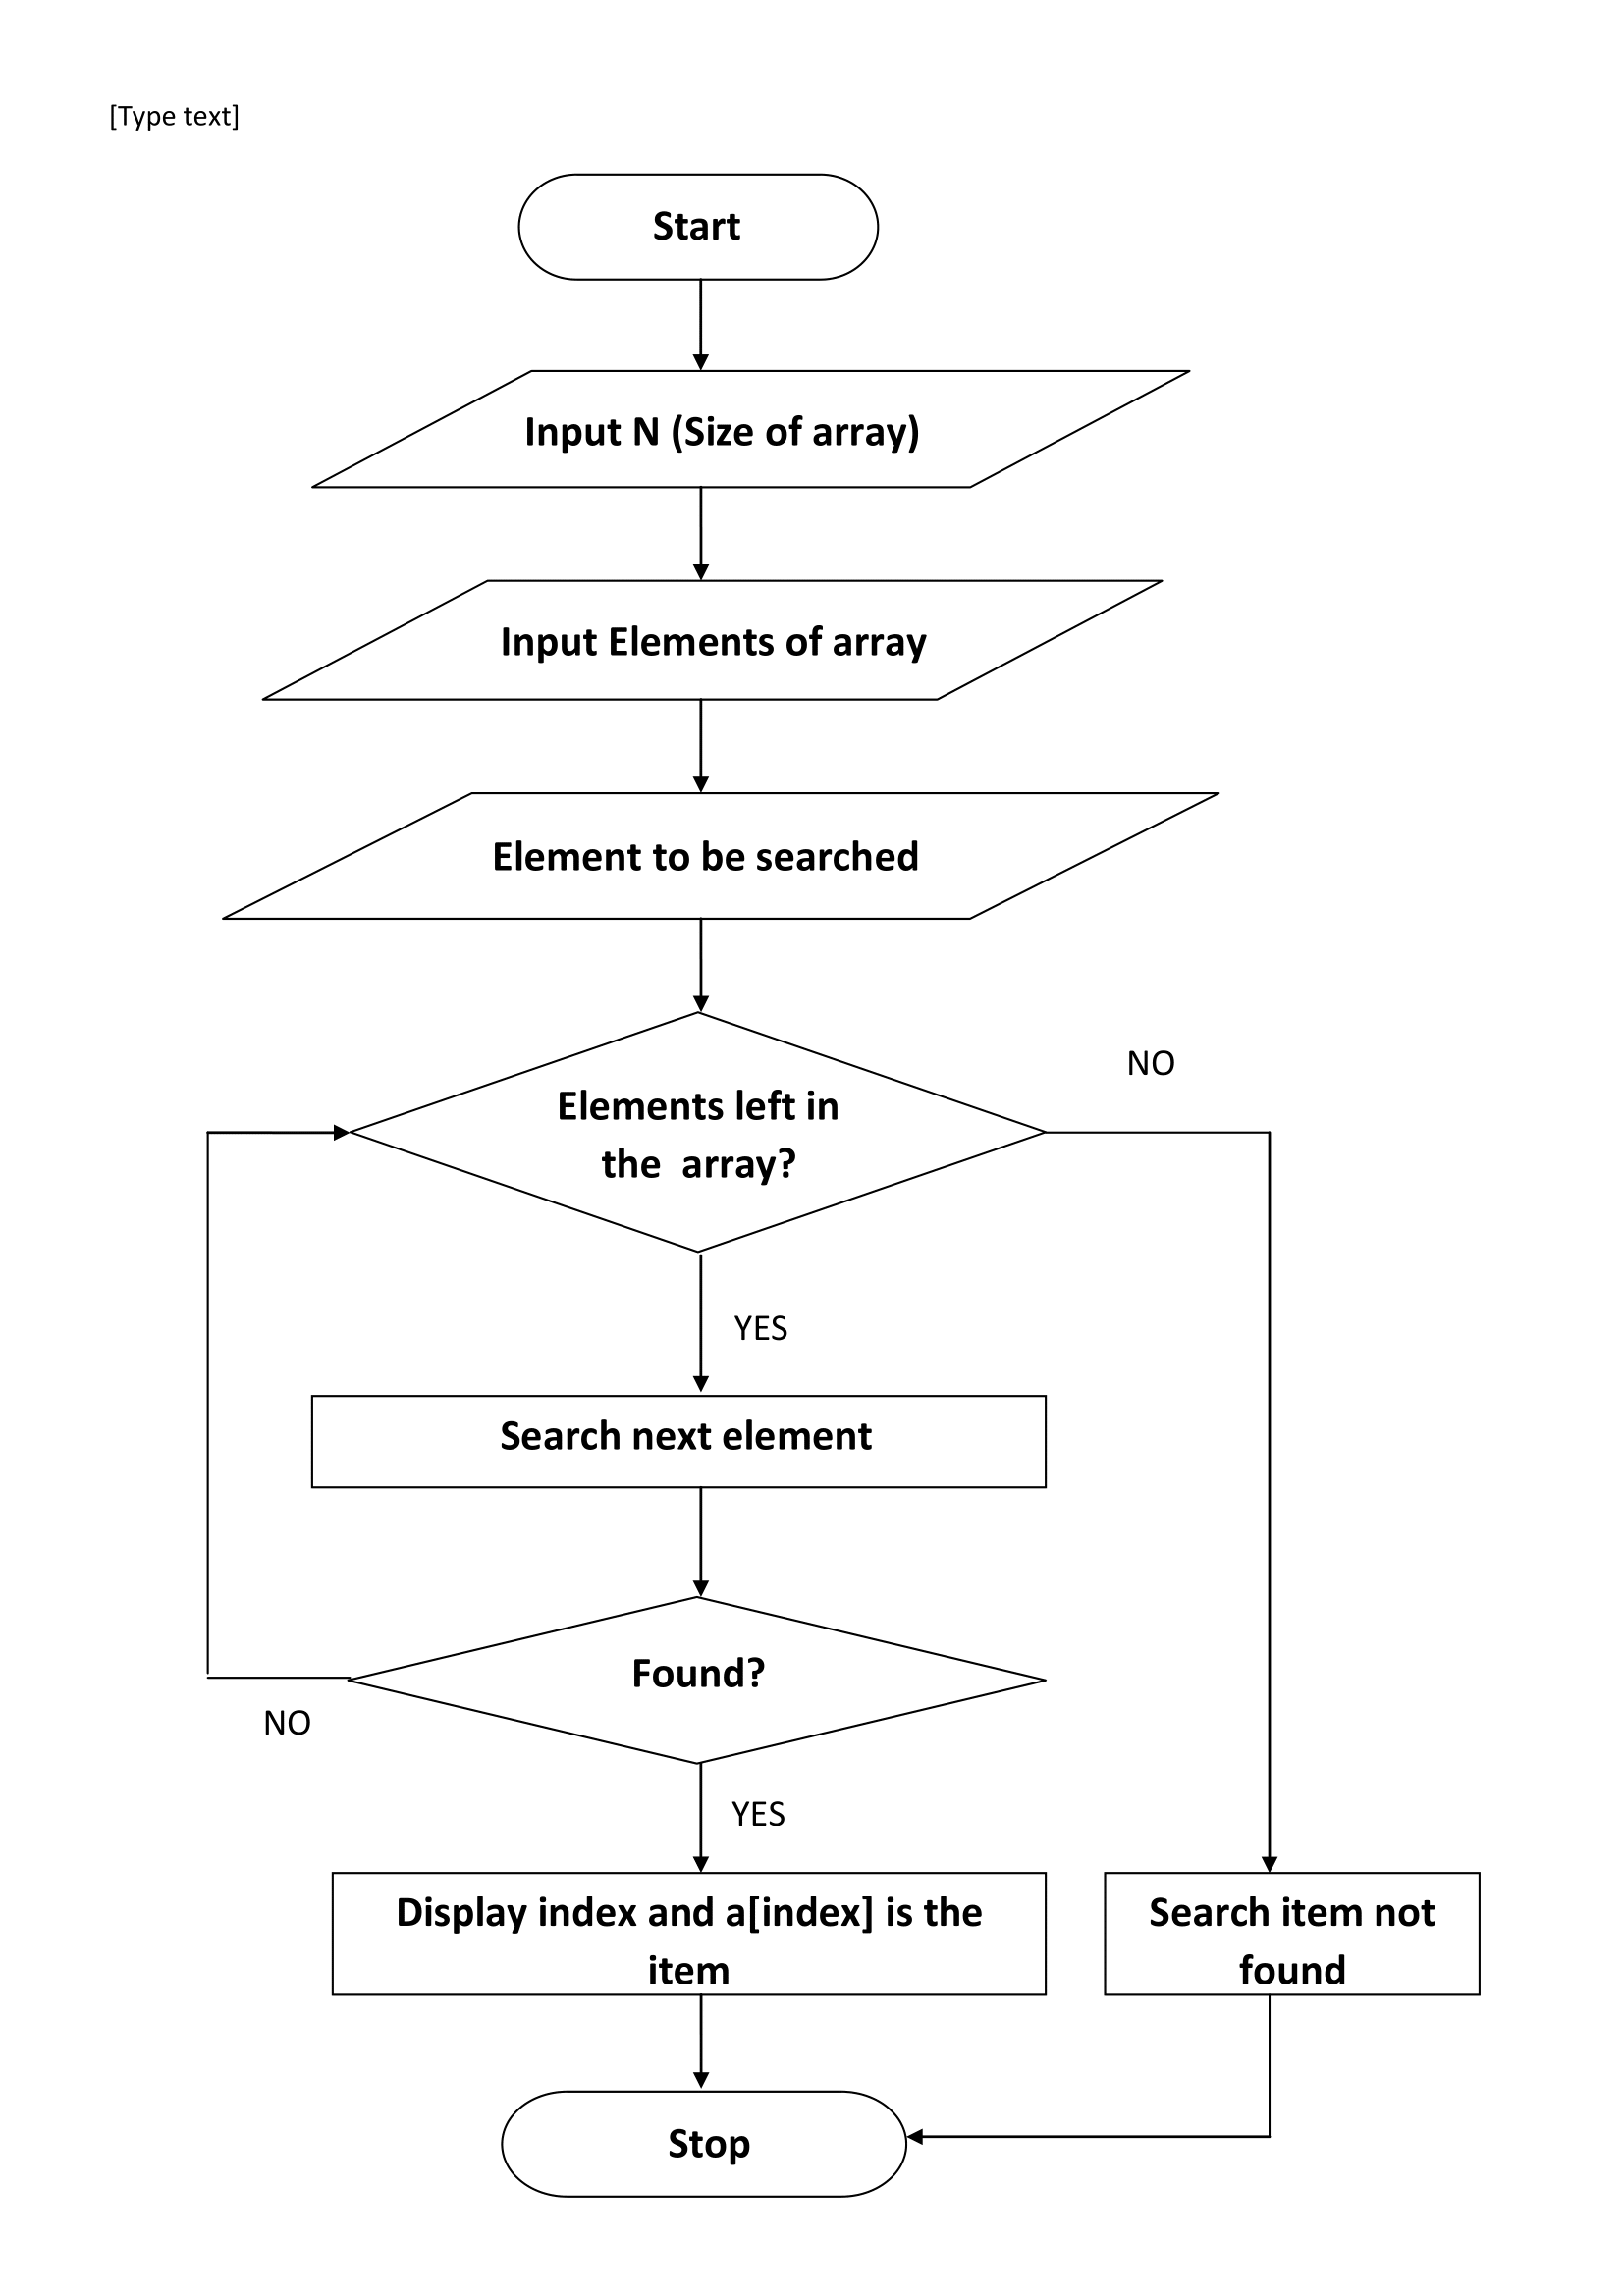 [Type text]
Start
Input N (Size of array)
Input Elements of array
Element to be searched
NO
Elements left in
the  array?
YES
Search next element
Found?
NO
YES
Display index and a[index] is the
item
Search item not
found
Stop